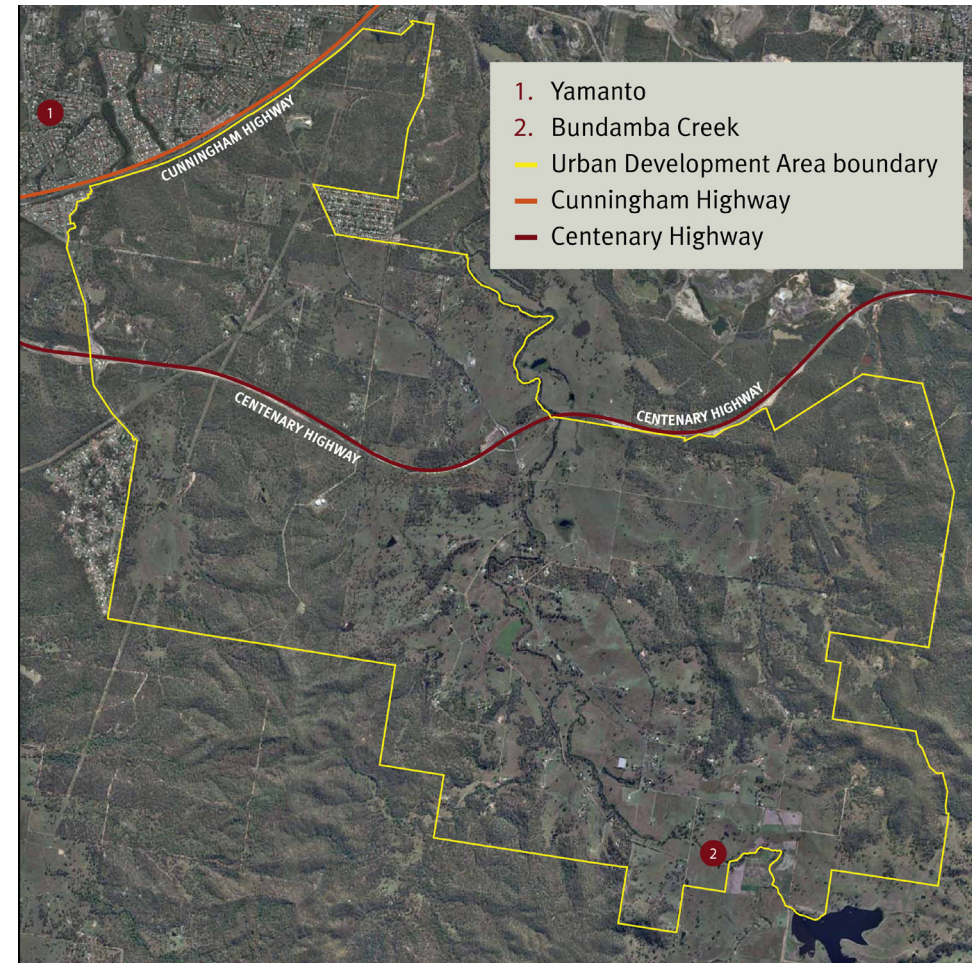 1. Yamanto
2. Bundamba Creek
Urban Development Area boundary
Cunningham Highway
Centenary Highway
1
CUNNINGHAM HIGHWAY
CENTENARY HIGHWAY
CENTENARY HIGHWAY
2